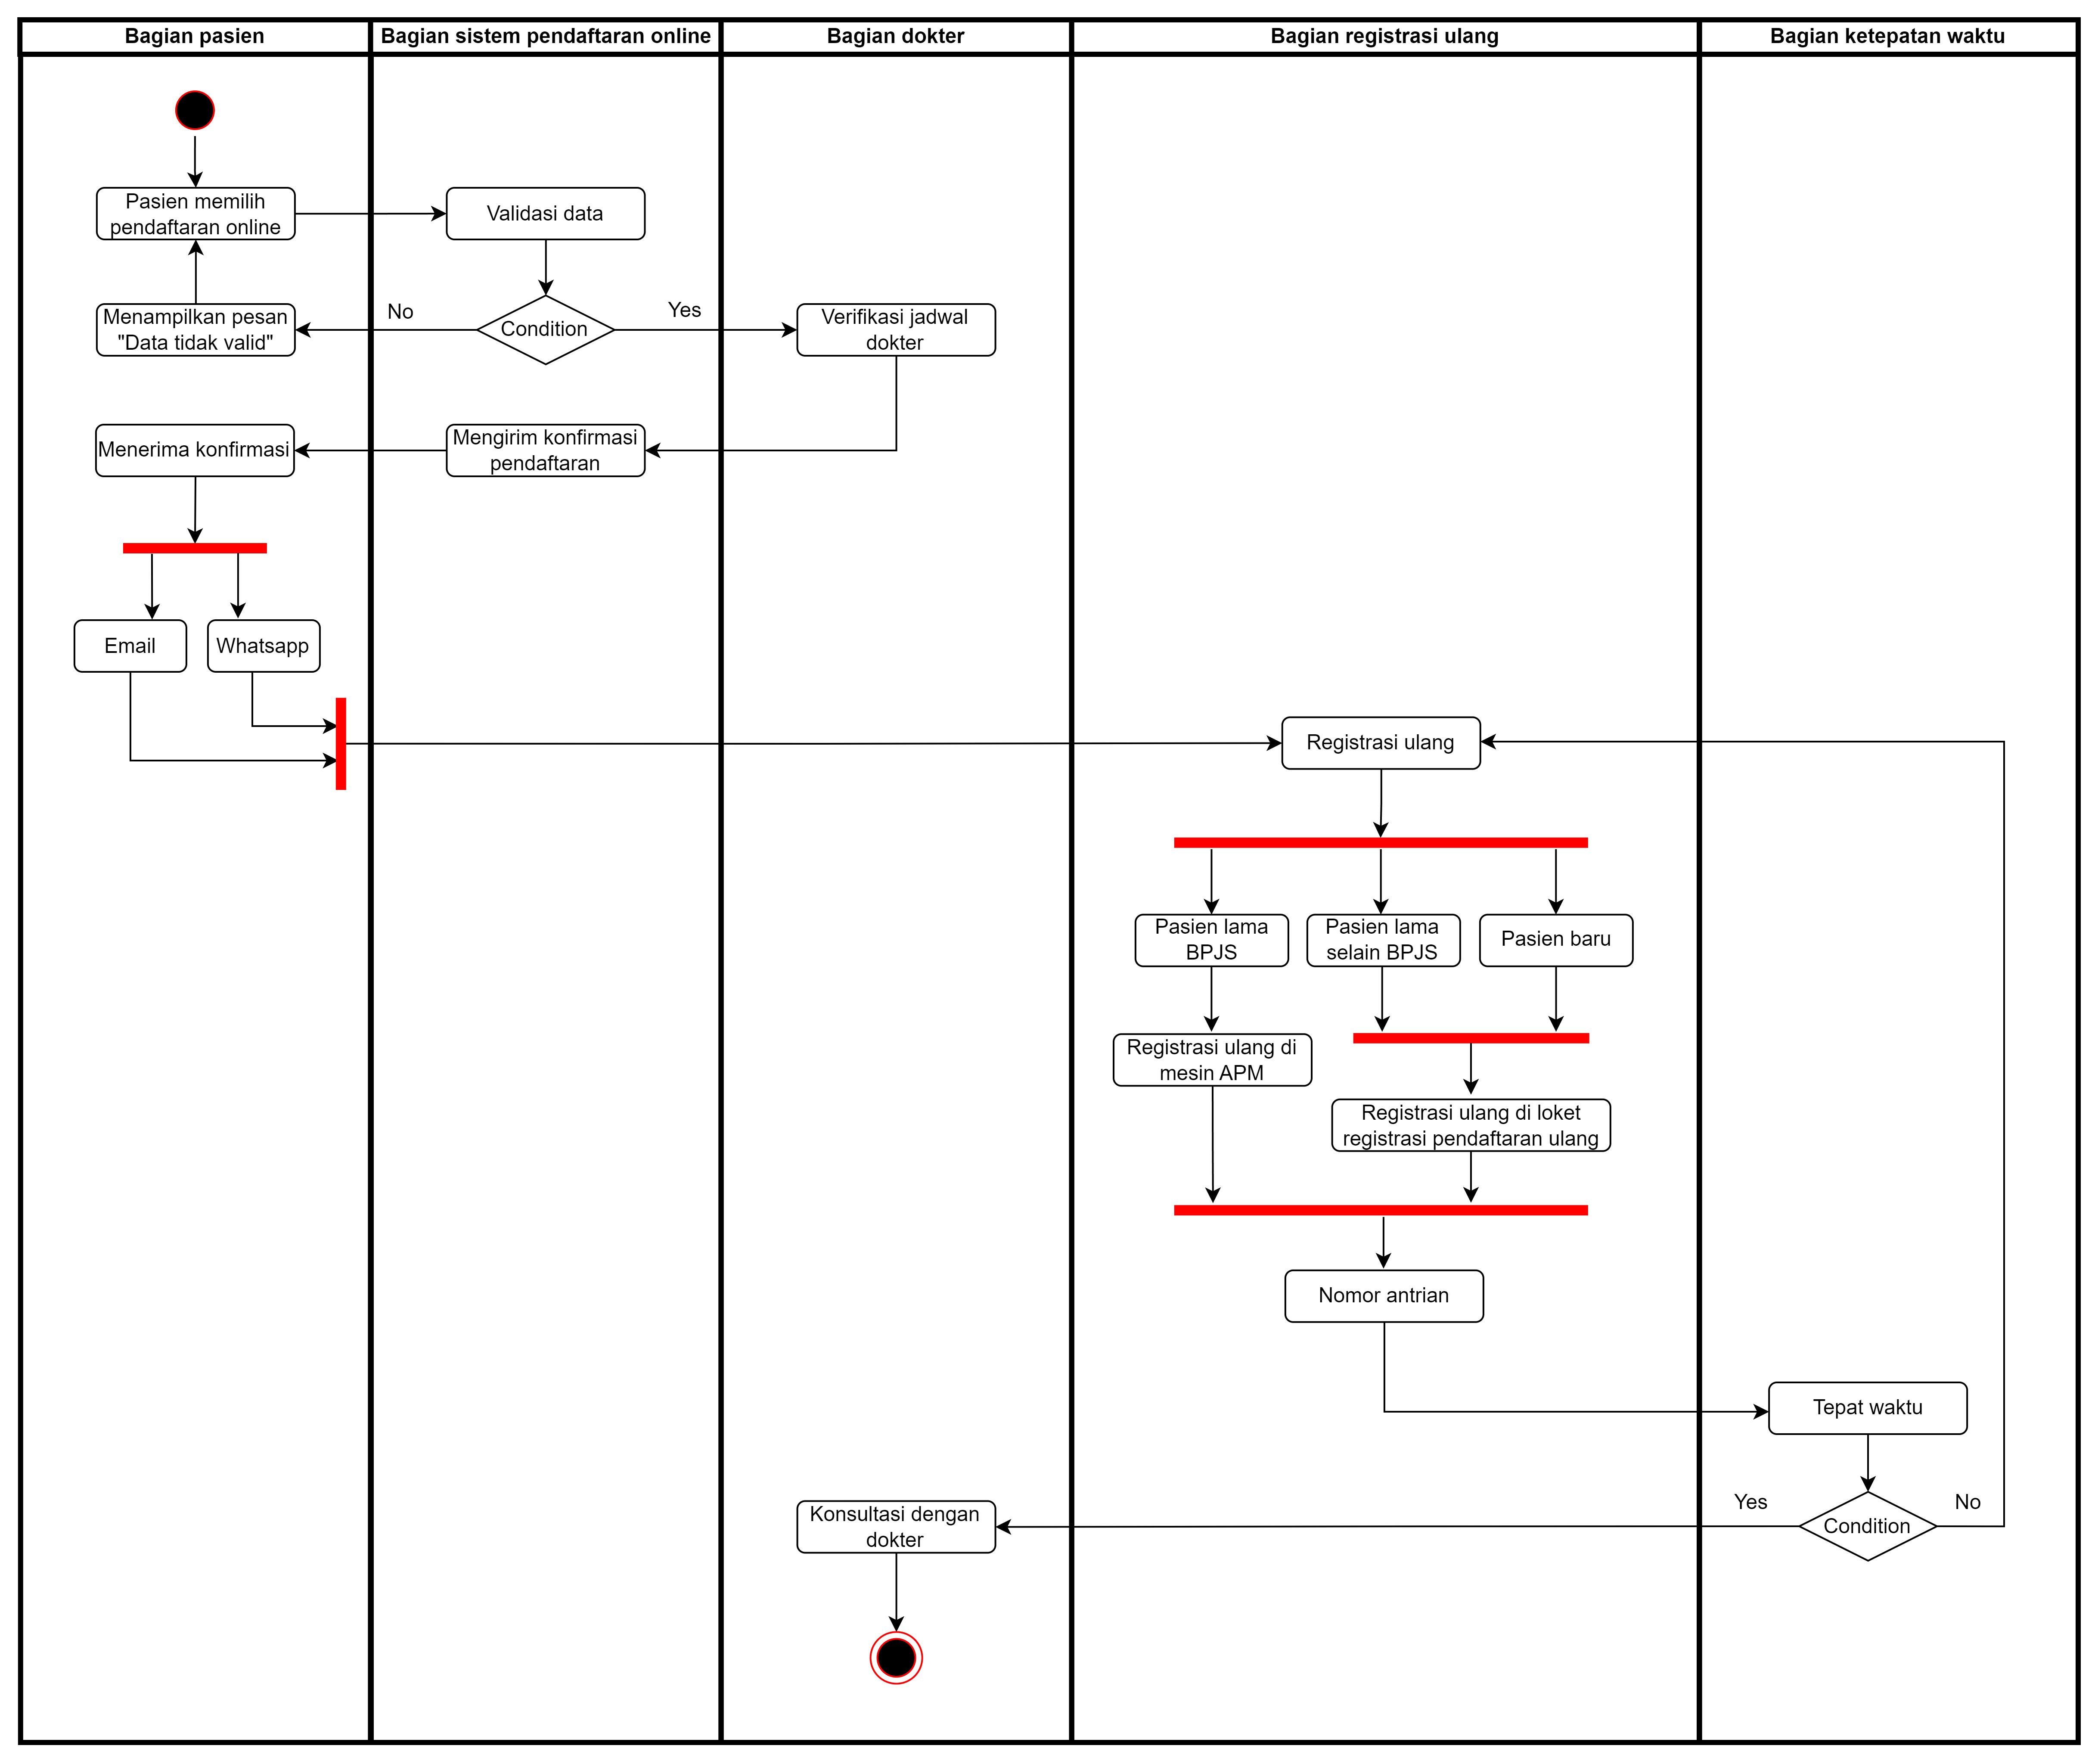 Bagian pasien
Bagian sistem pendaftaran online
Bagian dokter
Bagian registrasi ulang
Bagian ketepatan waktu
Pasien memilih
pendaftaran online
Validasi data
Menampilkan pesan
"Data tidak valid"
No
Condition
Yes
Verifikasi jadwal
dokter
Menerima konfirmasi
Mengirim konfirmasi
pendaftaran
Email
Whatsapp
Registrasi ulang
Pasien lama
BPJS
Pasien lama
selain BPJS
Pasien baru
Registrasi ulang di
mesin APM
Registrasi ulang di loket
registrasi pendaftaran ulang
Nomor antrian
Tepat waktu
Yes
Condition
No
Konsultasi dengan
dokter